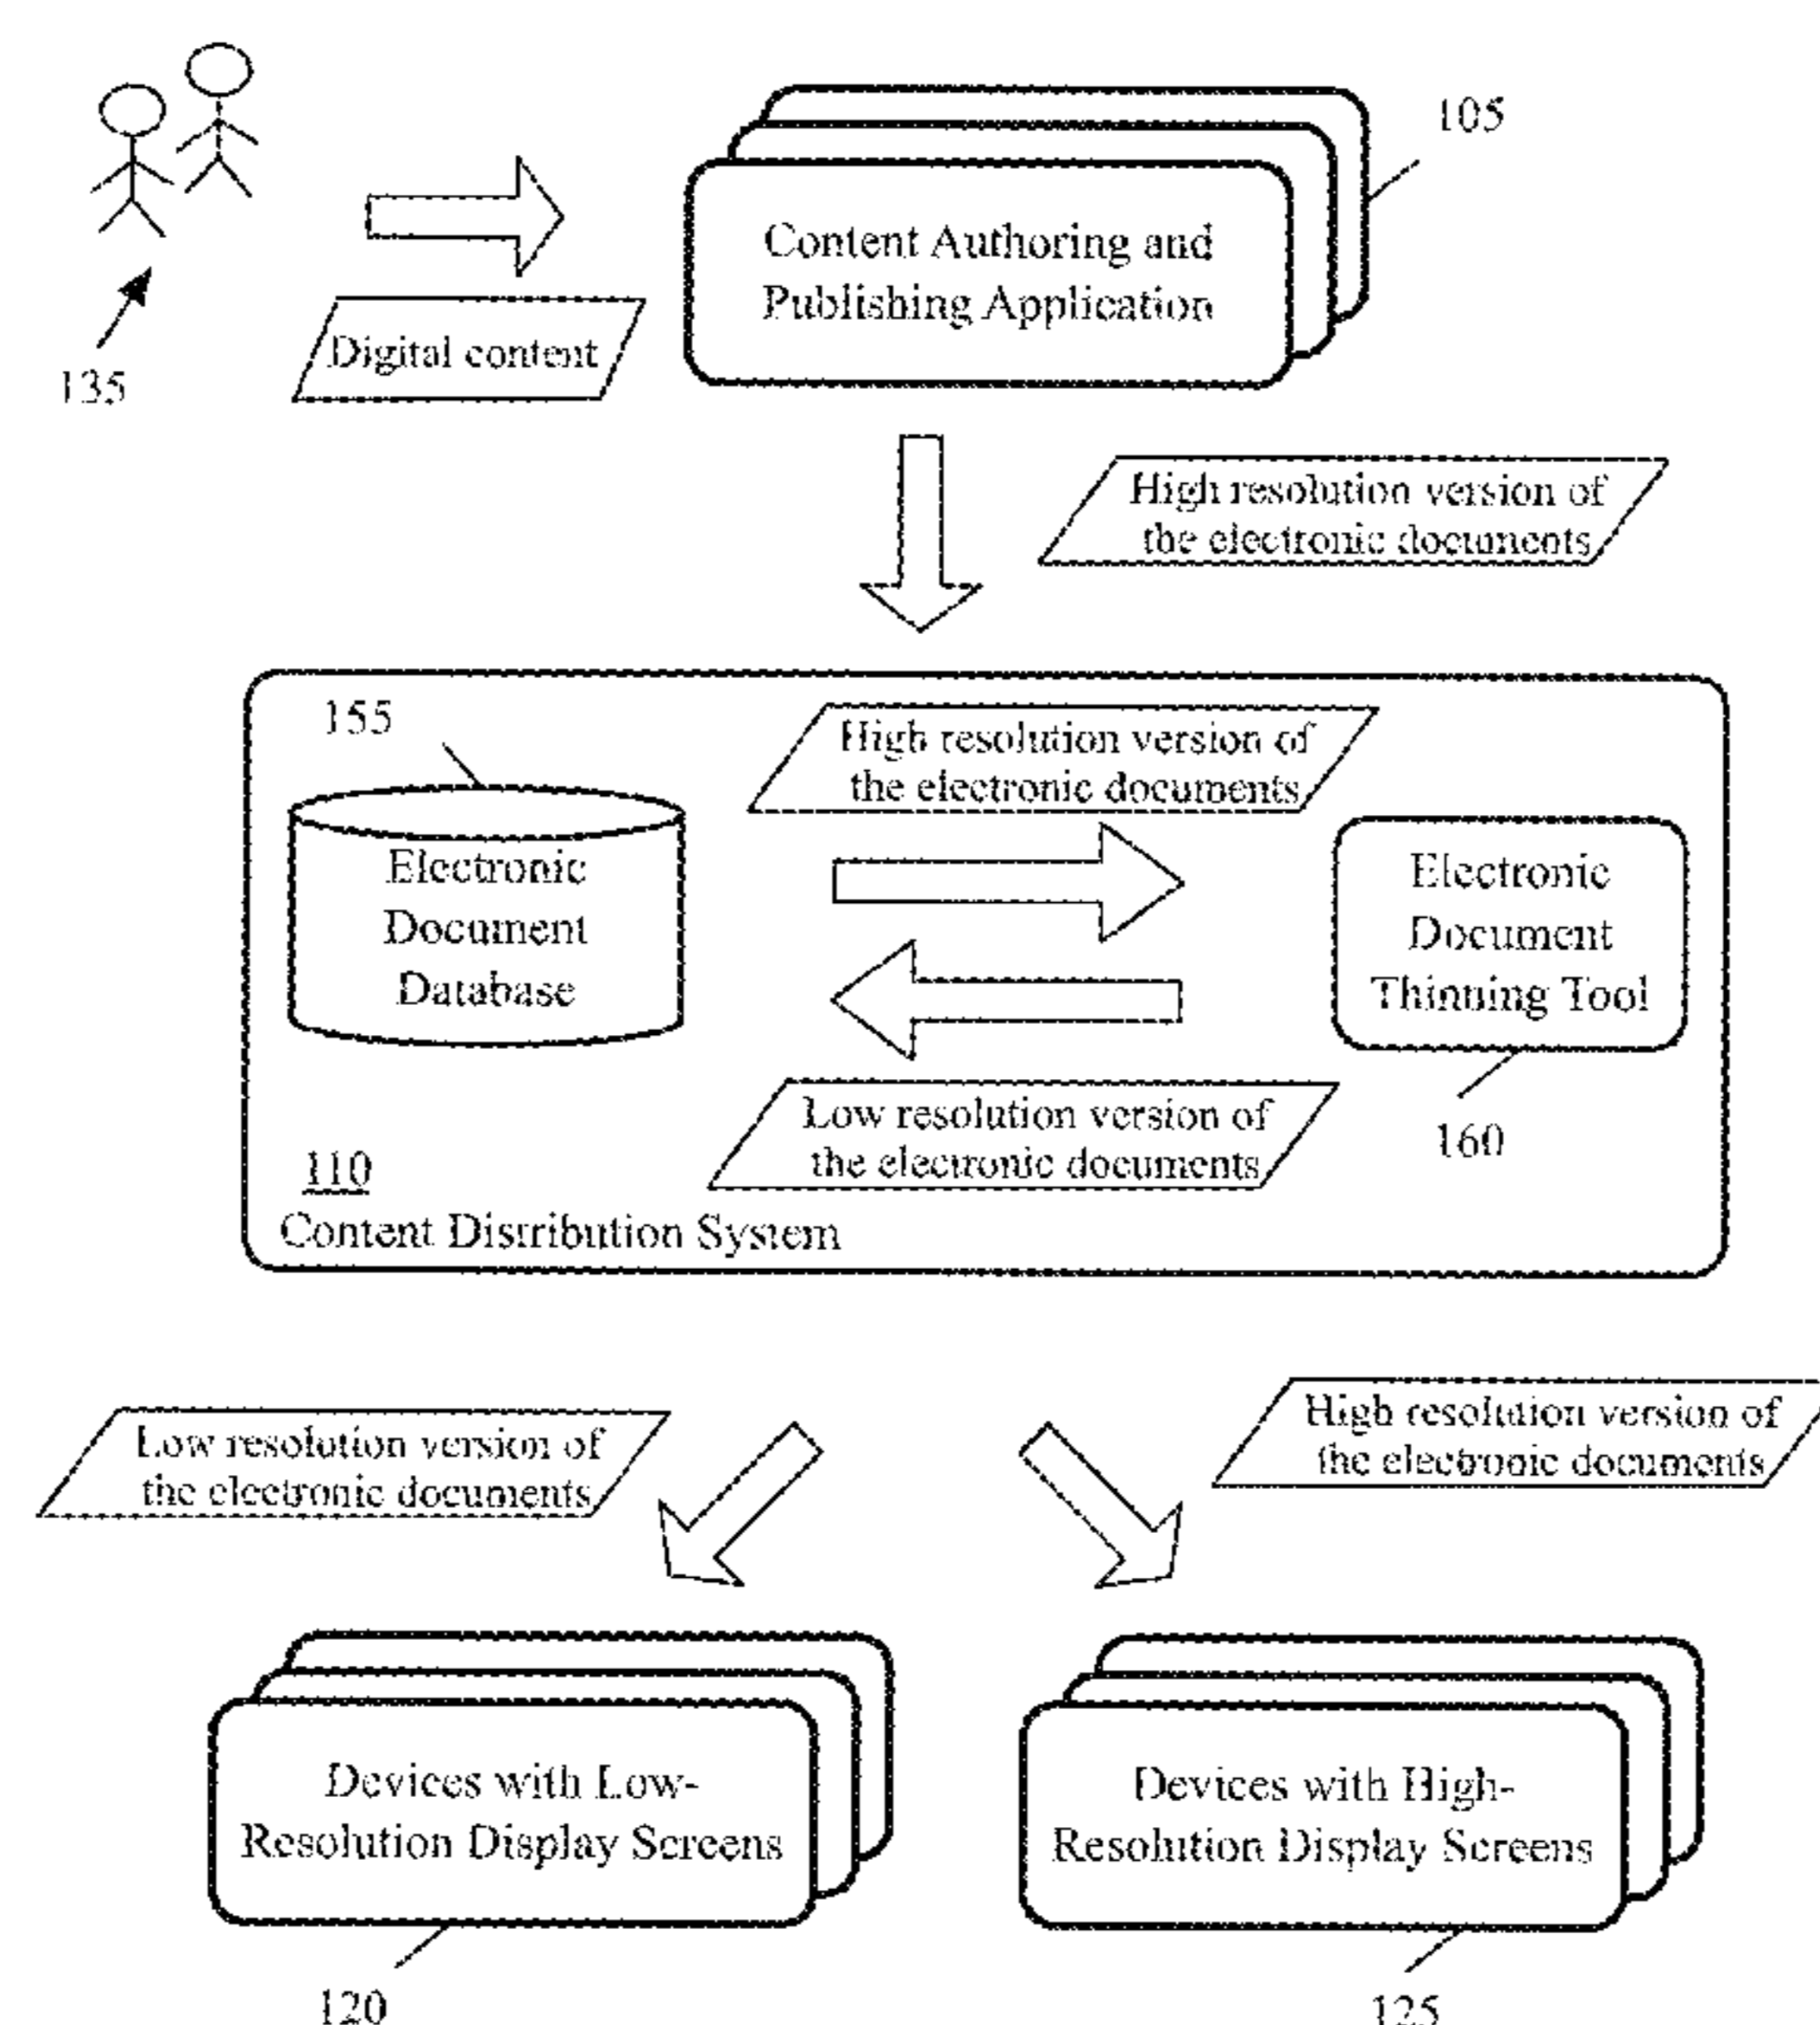 105
Content Authoring and
Publishing Application
Digital content
135
High resolution version of
the electronic documents
155
High resolution version of
the electronic documents
Electronic
Document
Database
Electronic
Document
Thinning Tool
Low resolution version of
the electronic documents
160
110
Content Distribution System
Low resolution version of
the electronic documents
High resolution version of
the electronic documents
Devices with Low-
Resolution Display Screens
Devices with High-
Resolution Display Screens
120
125